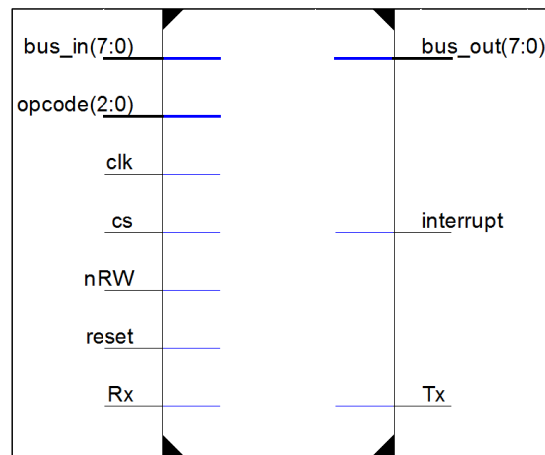 bus_in(7:0)
bus_out(7:0)
opcode(2:0)
clk
cs
interrupt
nRW
reset
Rx
Tx